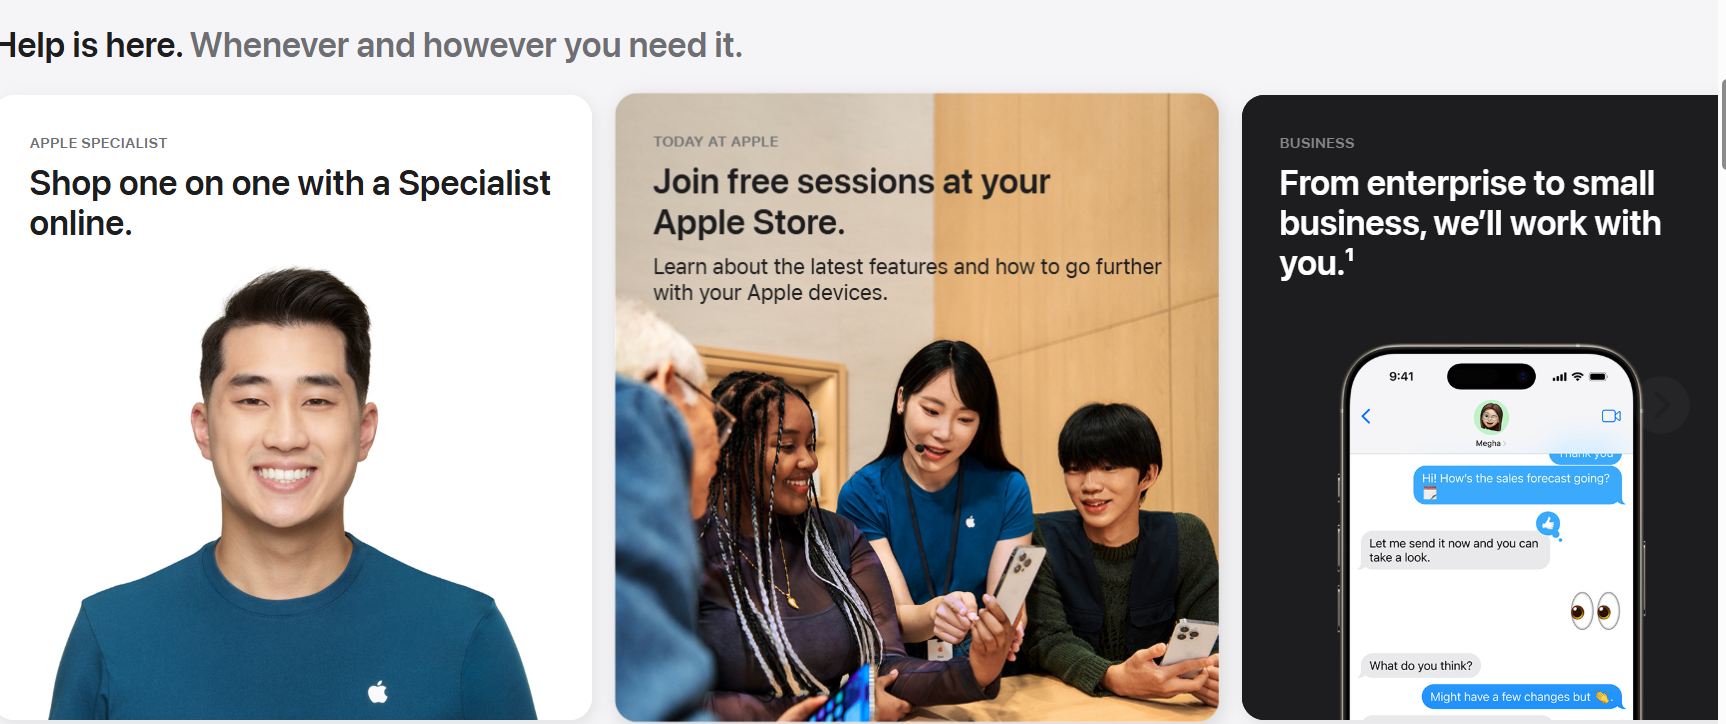 Help is here. Whenever and however you need it.
APPLE SPECIALIST
Shop one on one with a Specialist
online.
TODAY AT APPLE
Join free sessions at your
Apple Store.
Learn about the latest features and how to go further
with your Apple devices.
BUSINESS
From enterprise to small
business, we’ll work with
you.¹
9:41
Megha
Thank you
Hi! How's the sales forecast going?
🗓️
Let me send it now and you can
take a look.
👀
What do you think?
Might have a few changes but 👏.